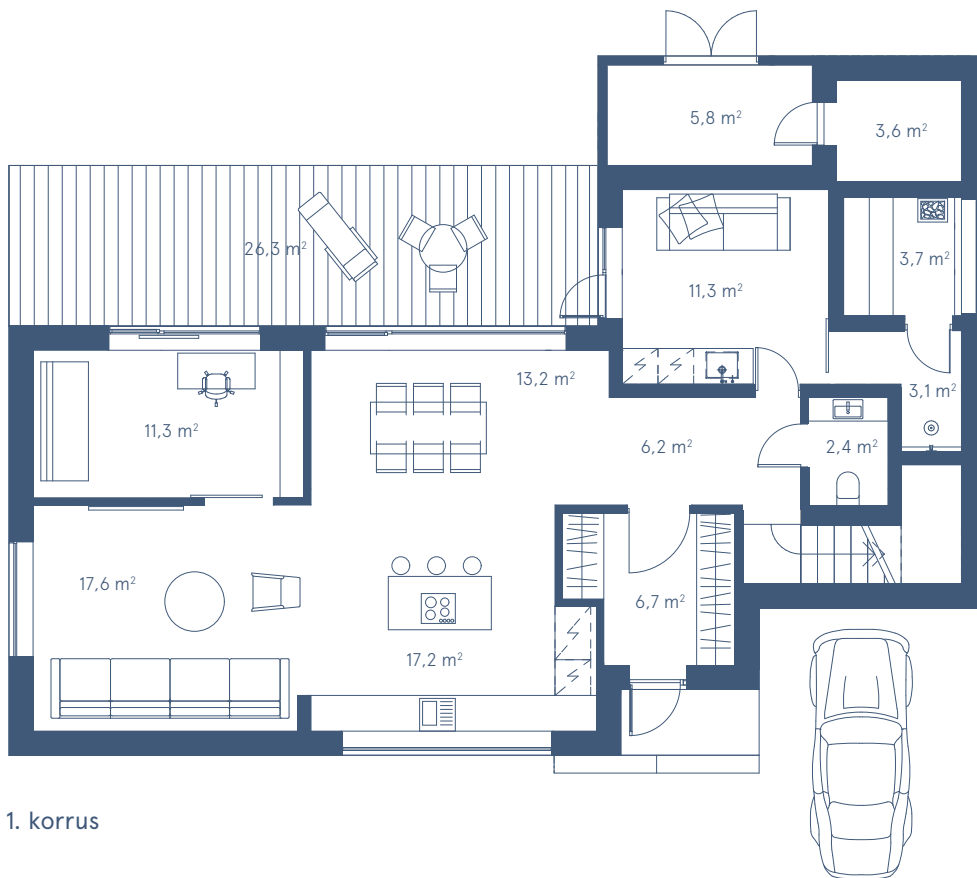 5,8 m²
3,6 m²
26,3 m²
3,7 m²
11,3 m²
13,2 m²
3,1 m²
11,3 m²
6,2 m²
2,4 m²
17,6 m²
6,7 m²
17,2 m²
1. korrus